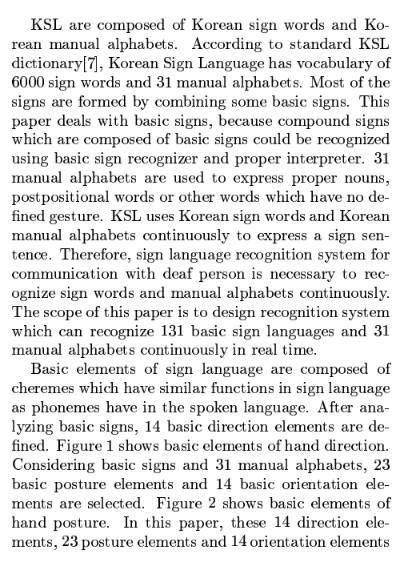 KSL are composed of Korean sign words and Ko-
rean manual alphabets. According to standard KSL
dictionary[7], Korean Sign Language has vocabulary of
6000 sign words and 31 manual alphabets. Most of the
signs are formed by combining some basic signs. This
paper deals with basic signs, because compound signs
which are composed of basic signs could be recognized
using basic sign recognizer and proper interpreter. 31
manual alphabets are used to express proper nouns,
postpositional words or other words which have no de-
fined gesture. KSL uses Korean sign words and Korean
manual alphabets continuously to express a sign sen-
tence. Therefore, sign language recognition system for
communication with deaf person is necessary to rec-
ognize sign words and manual alphabets continuously.
The scope of this paper is to design recognition system
which can recognize 131 basic sign languages and 31
manual alphabets continuously in real time.
Basic elements of sign language are composed of
cheremes which have similar functions in sign language
as phonemes have in the spoken language. After ana-
lyzing basic signs, 14 basic direction elements are de-
fined. Figure 1 shows basic elements of hand direction.
Considering basic signs and 31 manual alphabets, 23
basic posture elements and 14 basic orientation ele-
ments are selected. Figure 2 shows basic elements of
hand posture. In this paper, these 14 direction ele-
ments, 23 posture elements and 14 orientation elements